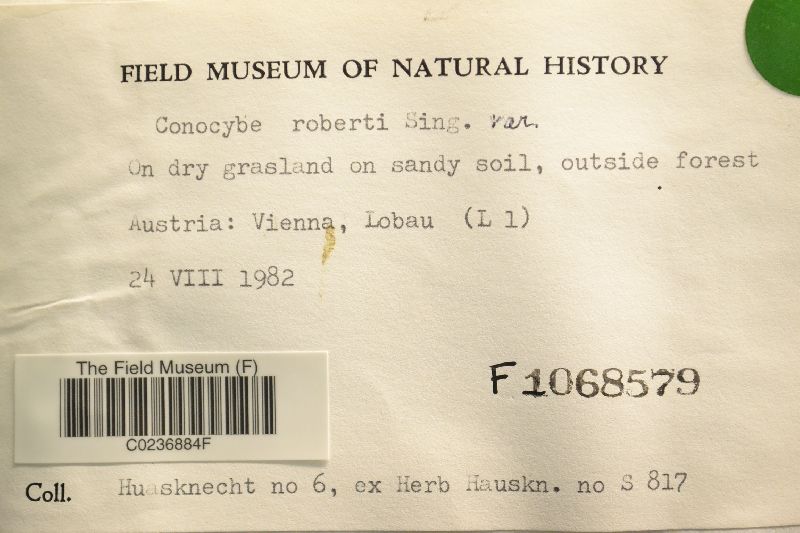 FIELD MUSEUM OF NATURAL HISTORY
Conocybe roberti Sing. var.
On dry grasland on sandy soil, outside forest
Austria: Vienna, Lobau (L 1)
24 VIII 1982
The Field Museum (F)
C0236884F
F 1068579
Coll. Huasknecht no 6, ex Herb Hauskn. no S 817